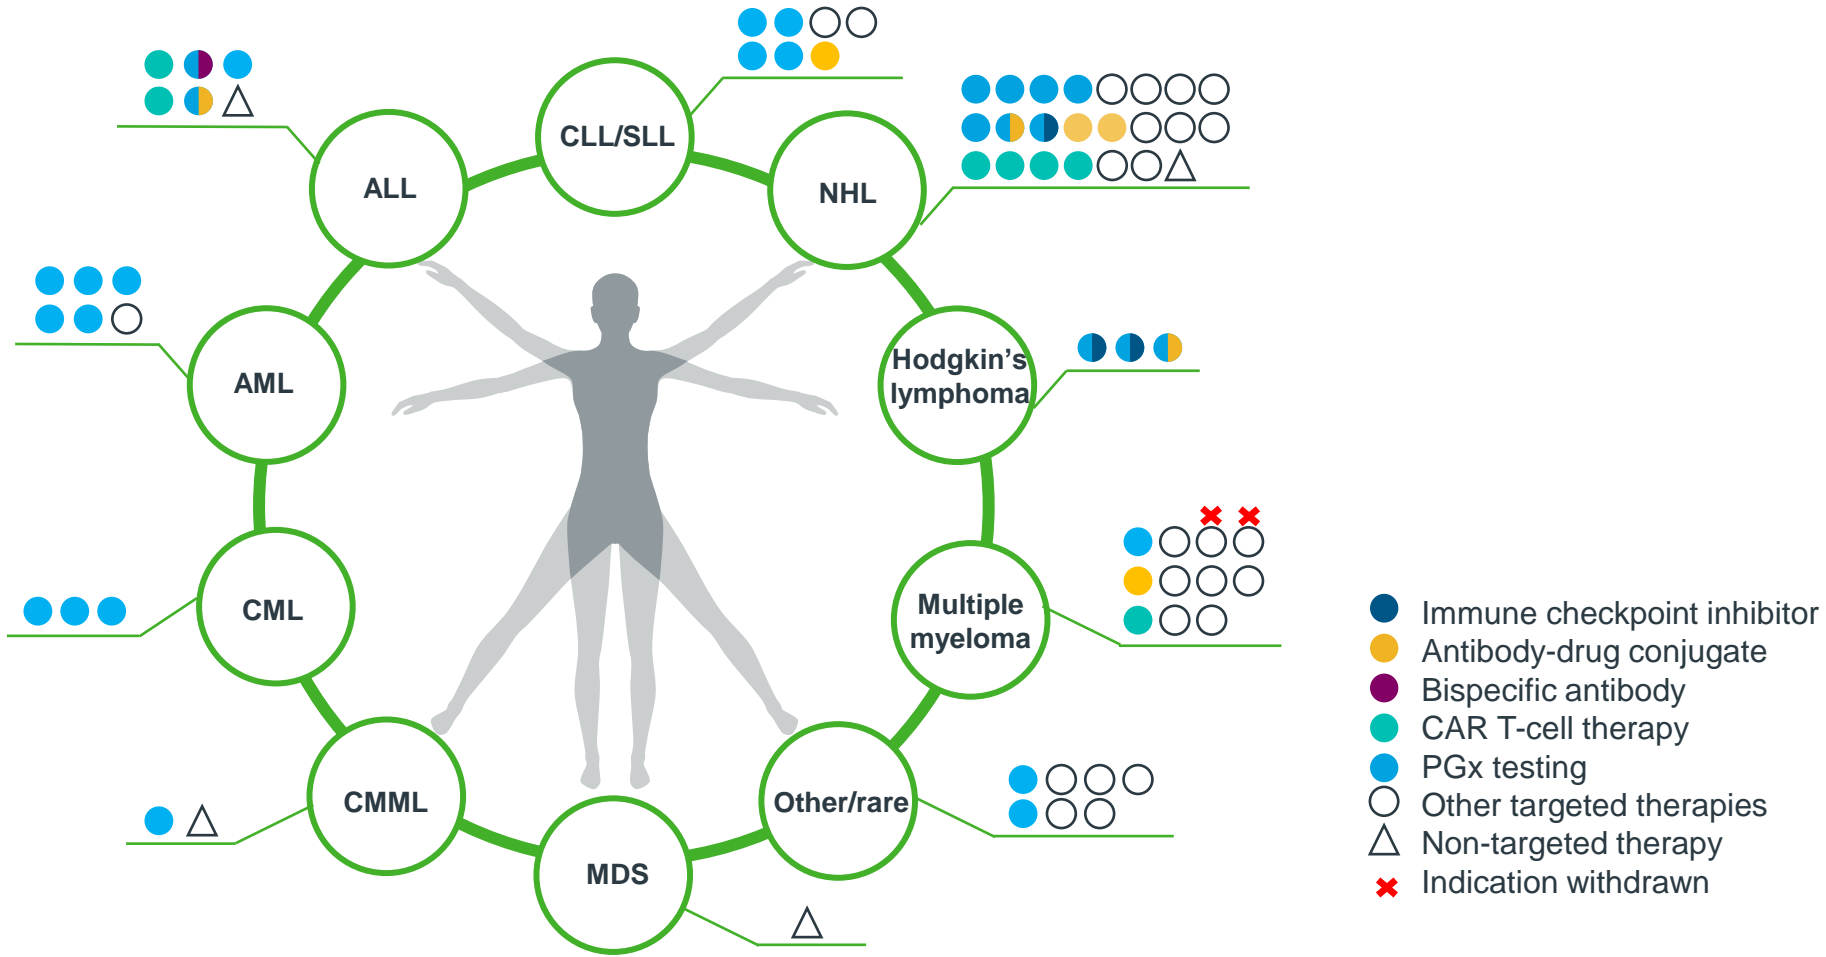 CLL/SLL
ALL
NHL
AML
Hodgkin's
lymphoma
CML
Multiple
myeloma
CMML
Other/rare
MDS
Immune checkpoint inhibitor
Antibody-drug conjugate
Bispecific antibody
CAR T-cell therapy
PGx testing
Other targeted therapies
Non-targeted therapy
Indication withdrawn